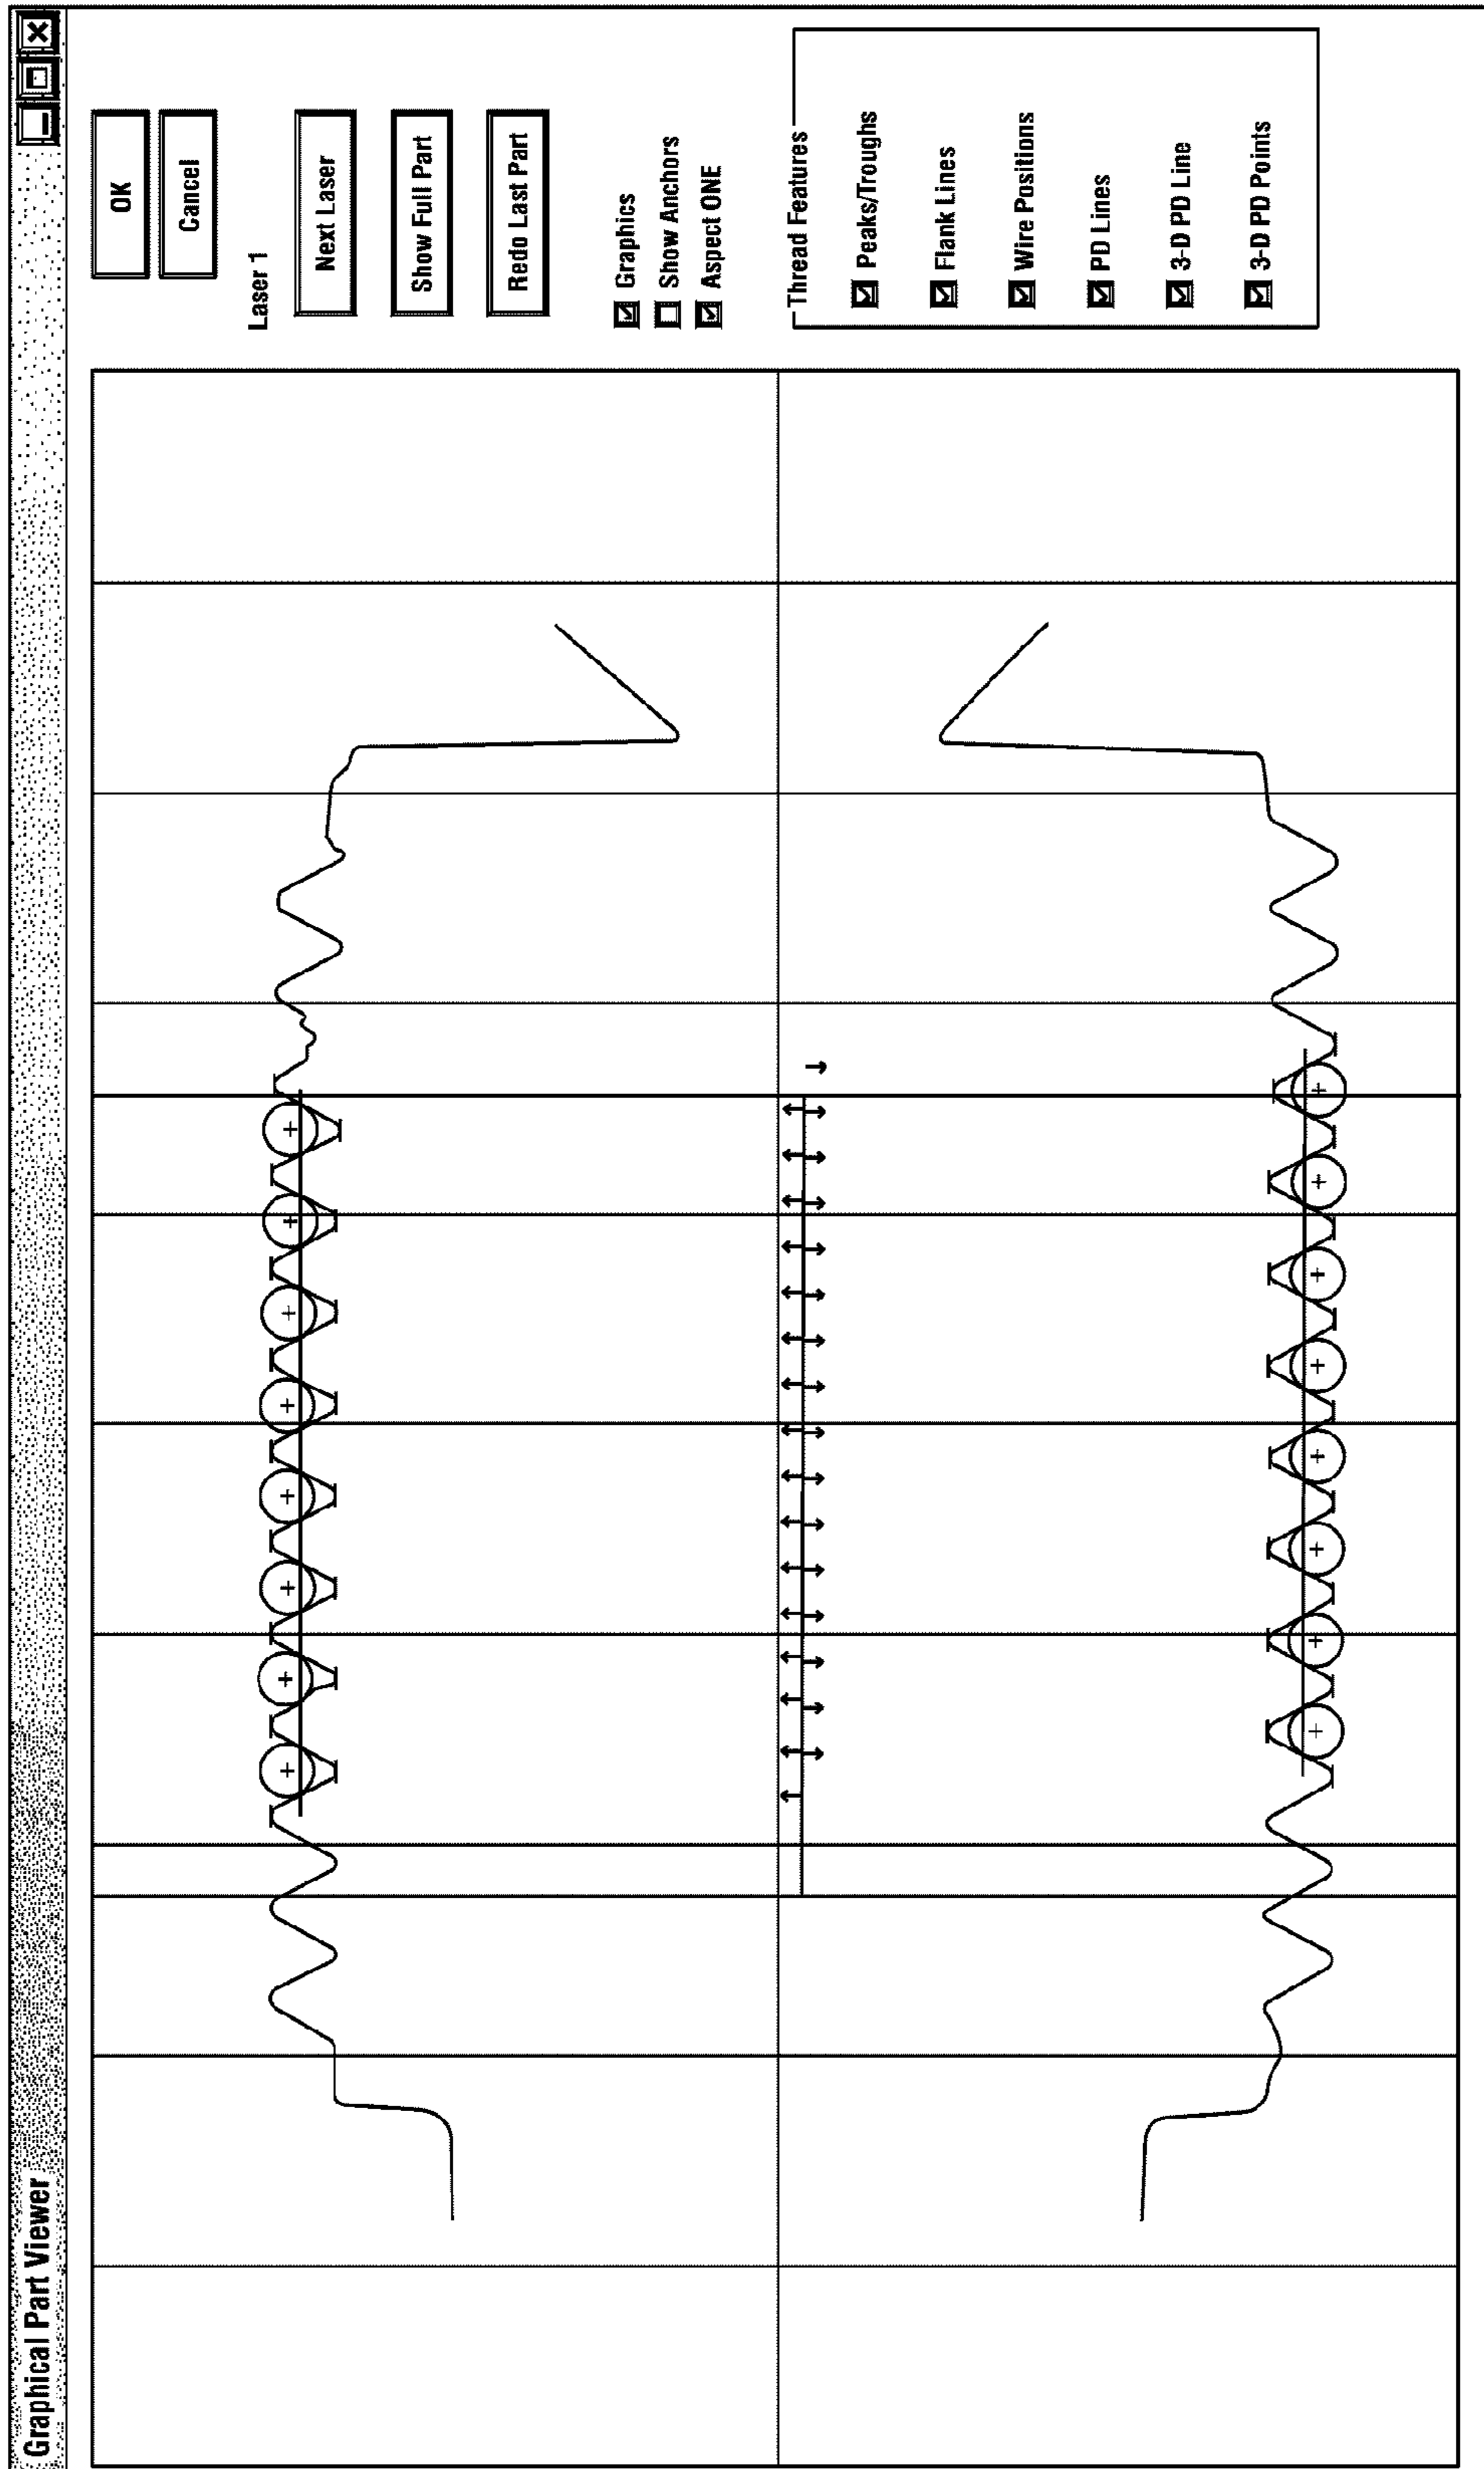 Graphical Part Viewer
OK
Cancel
Laser 1
Next Laser
Show Full Part
Redo Last Part
Graphics
Show Anchors
Aspect ONE
Thread Features
Peaks/Troughs
Flank Lines
Wire Positions
PD Lines
3-D PD Line
3-D PD Points